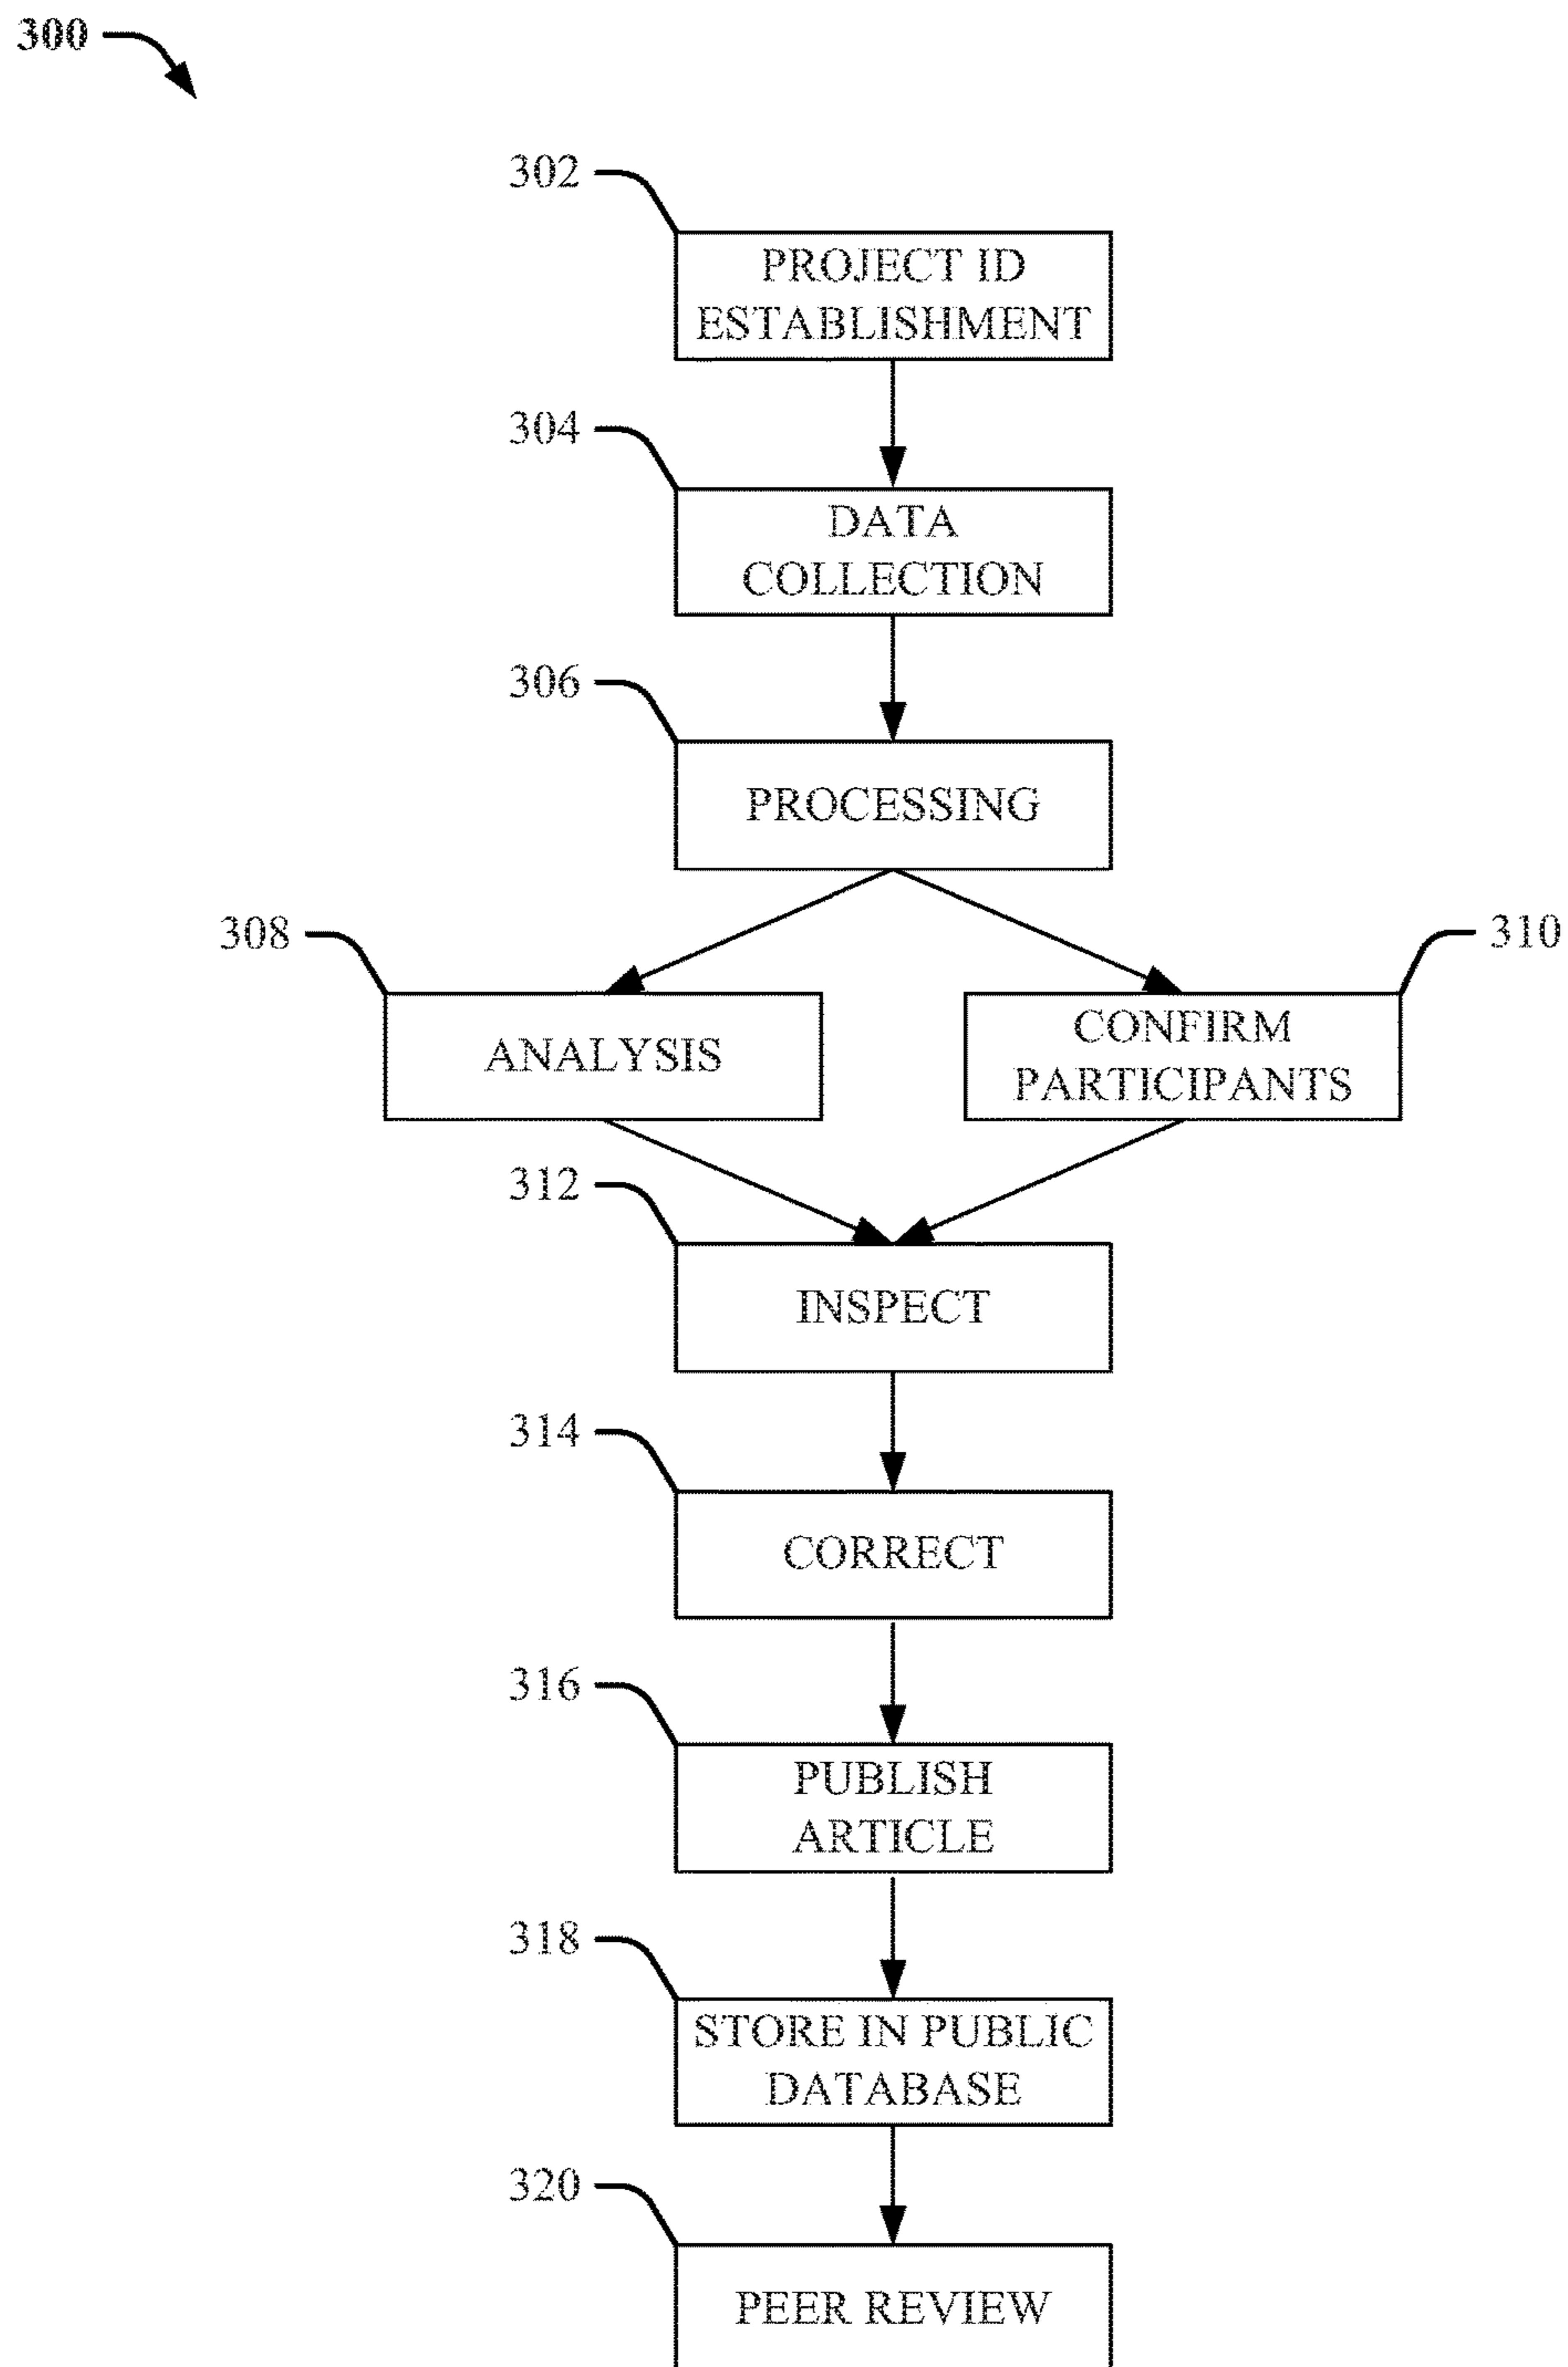 300
302
PROJECT ID
ESTABLISHMENT
304
DATA
COLLECTION
306
PROCESSING
308
310
ANALYSIS
CONFIRM
PARTICIPANTS
312
INSPECT
314
CORRECT
316
PUBLISH
ARTICLE
318
STORE IN PUBLIC
DATABASE
320
PEER REVIEW